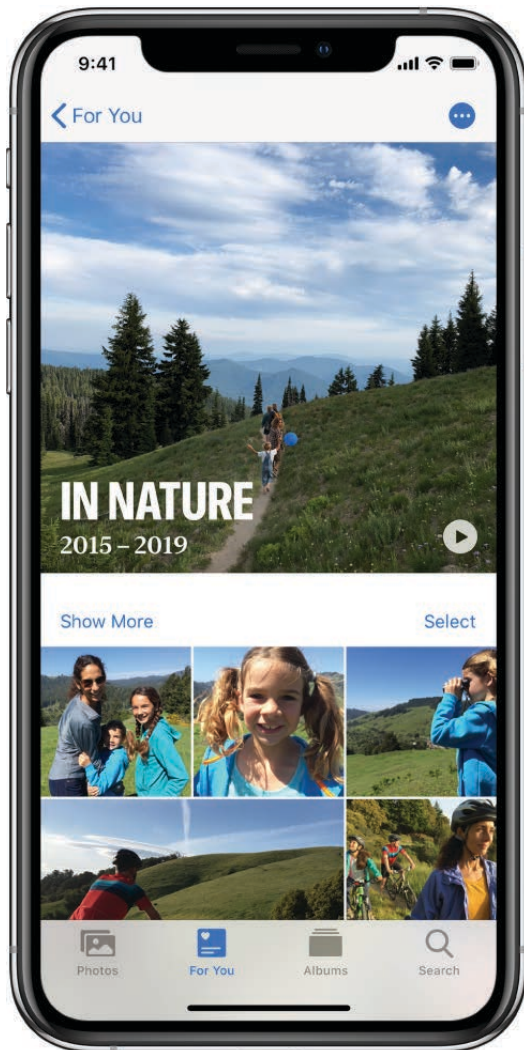 9:41
For You
IN NATURE
2015 – 2019
Show More
Select
Photos
For You
Albums
Search